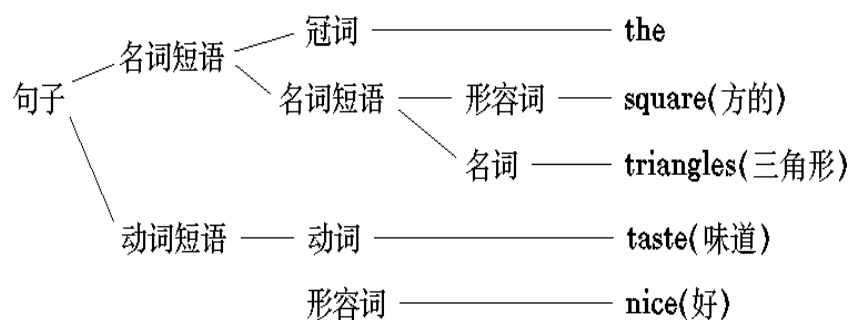 冠词 the
名词短语
句子 名词短语 形容词 square(方的)
名词 triangles(三角形)
动词短语 动词 taste(味道)
形容词 nice(好)